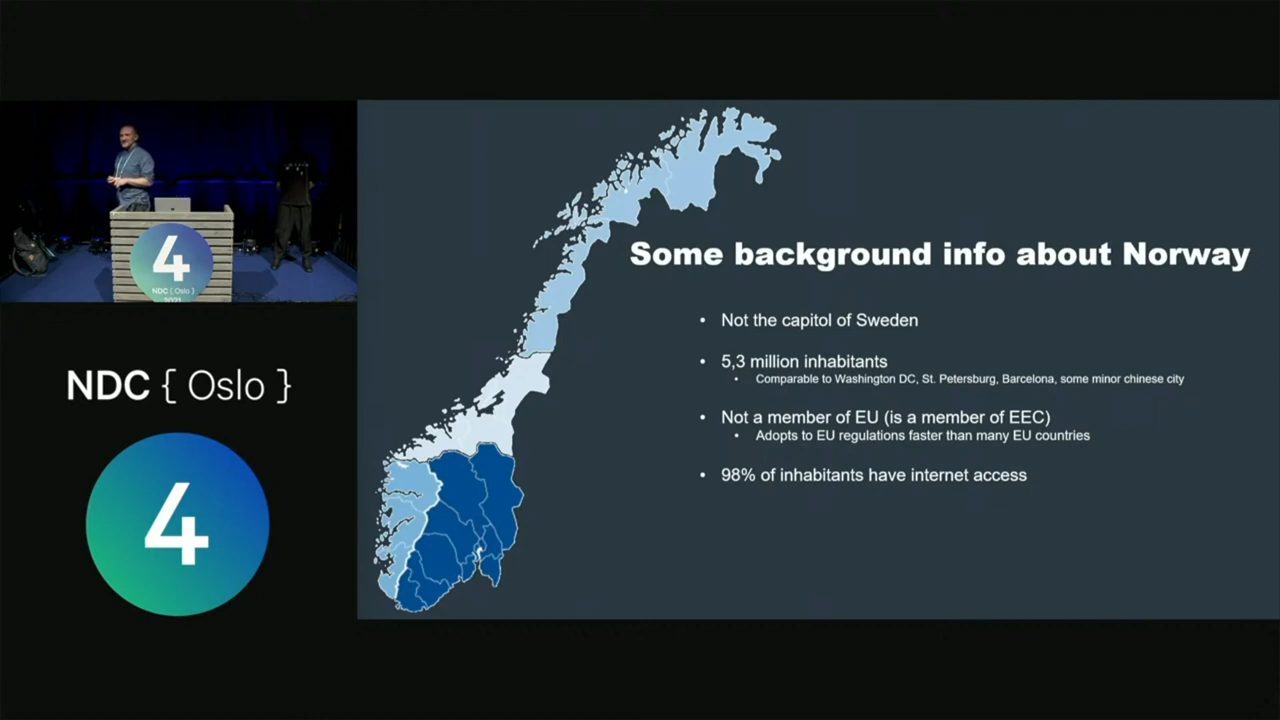 Some background info about Norway
• Not the capitol of Sweden
• 5,3 million inhabitants
• Comparable to Washington DC, St. Petersburg, Barcelona, some minor chinese city
• Not a member of EU (is a member of EEC)
• Adopts to EU regulations faster than many EU countries
• 98% of inhabitants have internet access
4
NDC { Oslo }
2021
NDC { Oslo }
4